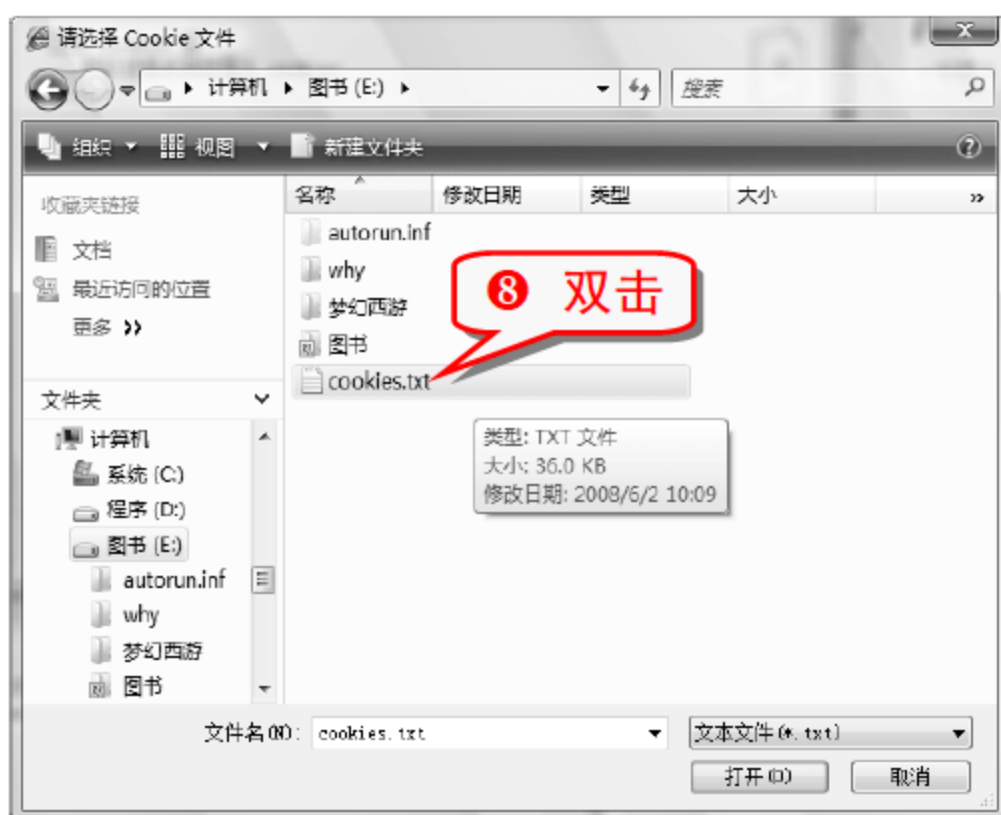 请选择 Cookie 文件
计算机 图书 (E:) 搜索
组织 视图 新建文件夹
收藏夹链接
文档
最近访问的位置
更多 >>
文件夹
计算机
系统 (C:)
程序 (D:)
图书 (E:)
autorun.inf
why
梦幻西游
图书
名称 修改日期 类型 大小 >>
autorun.inf
why
梦幻西游
图书
cookies.txt
❽ 双击
类型: TXT 文件
大小: 36.0 KB
修改日期: 2008/6/2 10:09
文件名(N): cookies.txt 文本文件(*.txt)
打开(O) 取消